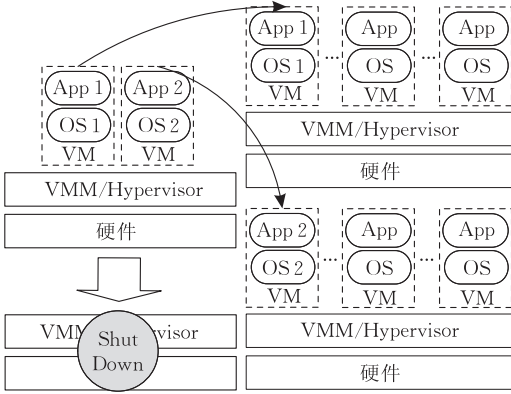 App 1 App 2
OS 1 OS 2
VM VM
VMM/Hypervisor
硬件
VMM
visor
Shut
Down
App 1 ... App ... App
OS 1 OS OS
VM VM VM
VMM/Hypervisor
硬件
App 2 ... App ... App
OS 2 OS OS
VM VM VM
VMM/Hypervisor
硬件